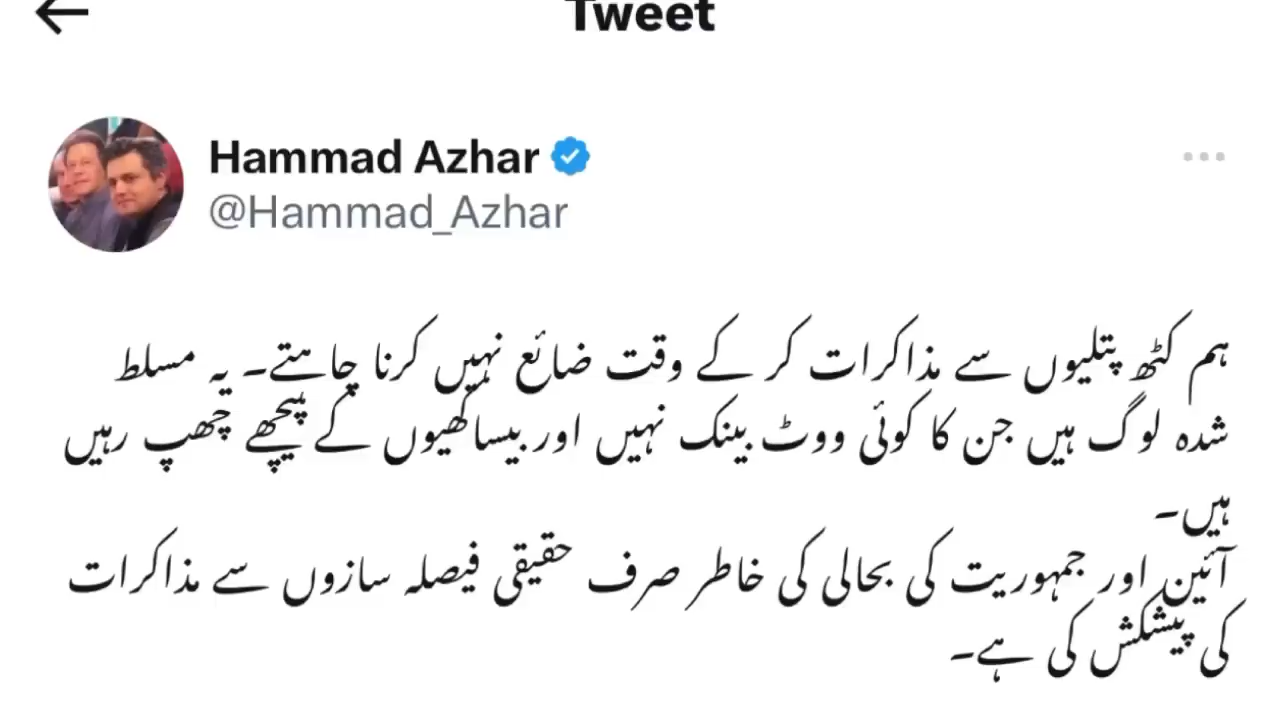 Tweet
Hammad Azhar
@Hammad_Azhar
ہم کٹھ پتلیوں سے مذاکرات کر کے وقت ضائع نہیں کرنا چاہتے۔ یہ مسلط
شدہ لوگ ہیں جن کا کوئی ووٹ بینک نہیں اور بیساکھیوں کے پیچھے چھپ رہیں
ہیں۔
آئین اور جمہوریت کی بحالی کی خاطر صرف حقیقی فیصلہ سازوں سے مذاکرات
کی پیشکش کی ہے۔